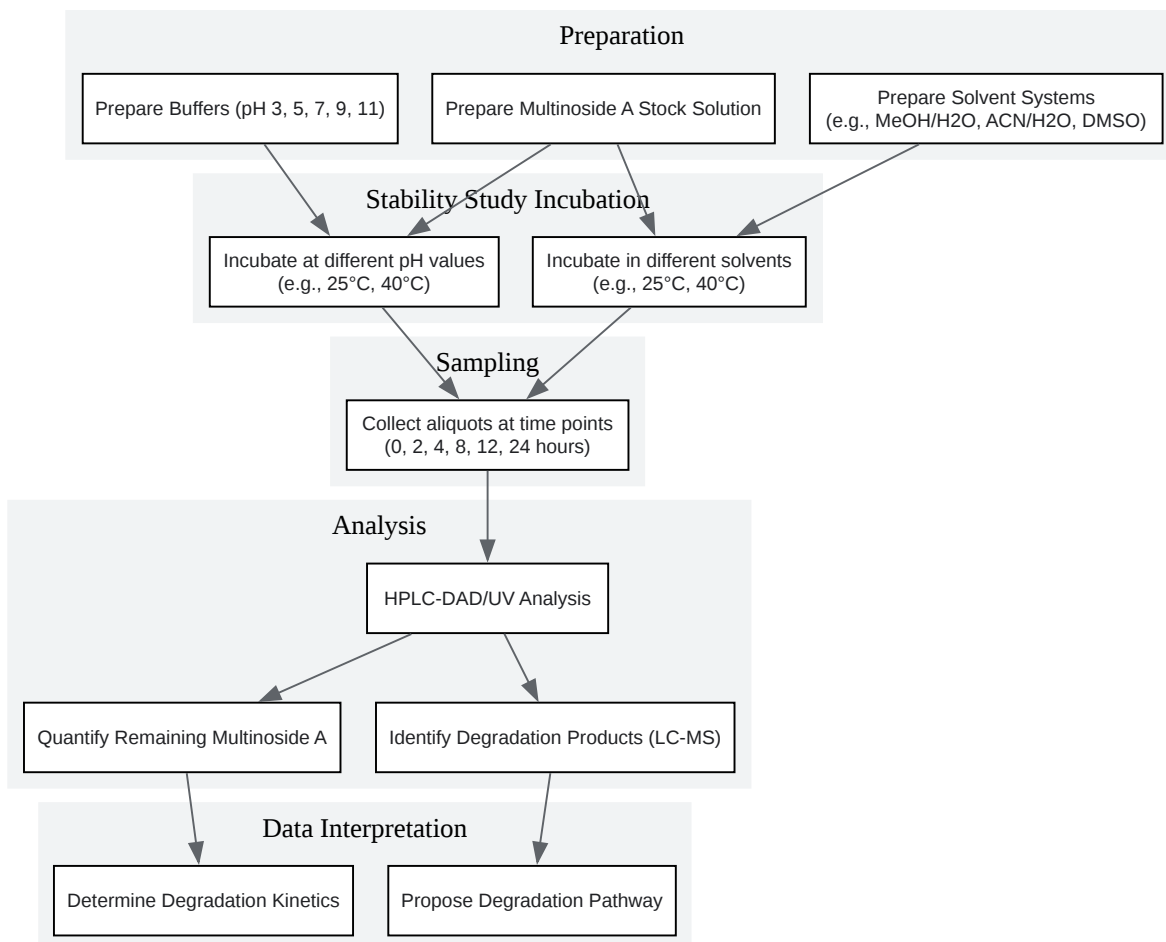 Preparation
Prepare Buffers (pH 3, 5, 7, 9, 11)
Prepare Multinoside A Stock Solution
Prepare Solvent Systems
(e.g., MeOH/H2O, ACN/H2O, DMSO)
Stability Study Incubation
Incubate at different pH values
(e.g., 25°C, 40°C)
Incubate in different solvents
(e.g., 25°C, 40°C)
Sampling
Collect aliquots at time points
(0, 2, 4, 8, 12, 24 hours)
Analysis
HPLC-DAD/UV Analysis
Quantify Remaining Multinoside A
Identify Degradation Products (LC-MS)
Data Interpretation
Determine Degradation Kinetics
Propose Degradation Pathway